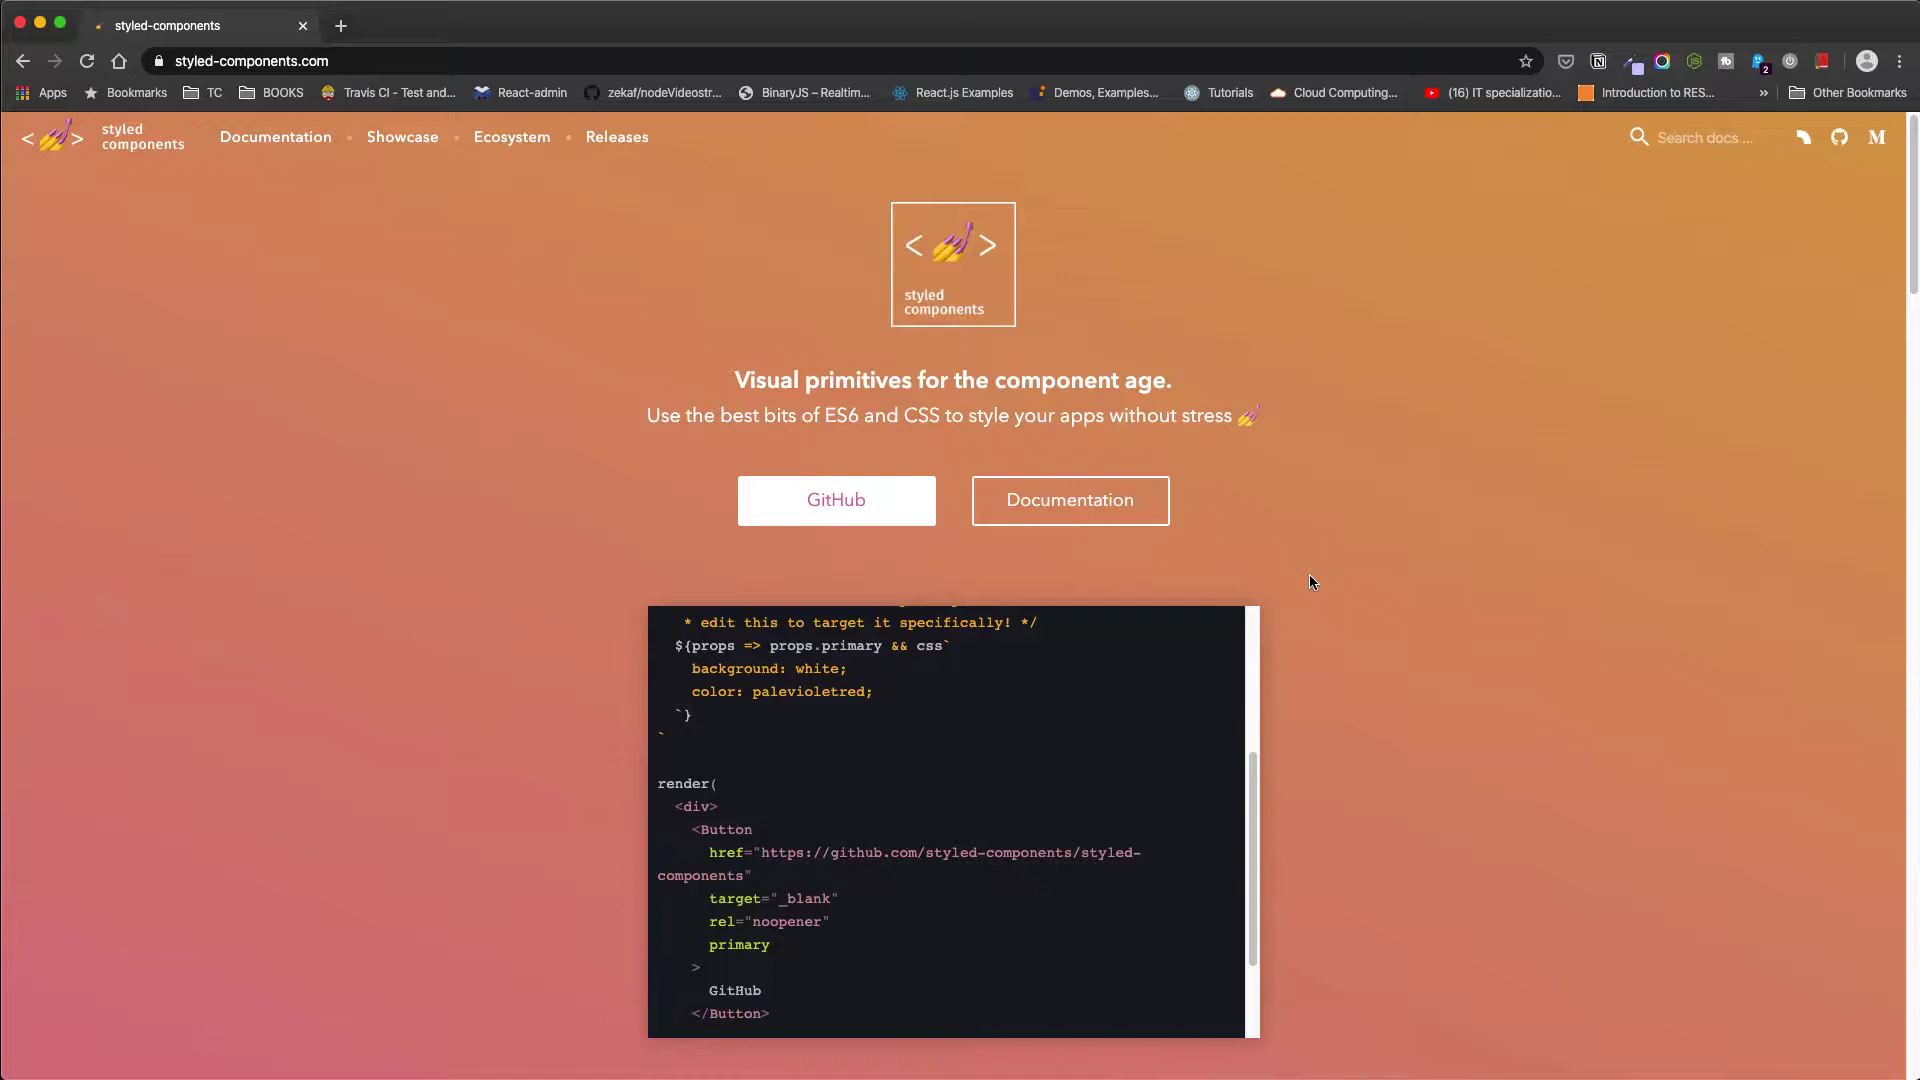 styled-components
styled-components.com
2
Apps
Bookmarks
TC
BOOKS
Travis CI - Test and...
React-admin
zekaf/nodeVideostr...
BinaryJS – Realtim...
React.js Examples
Demos, Examples...
Tutorials
Cloud Computing...
(16) IT specializatio...
Introduction to RES...
»
Other Bookmarks
< >
styled
components
Documentation
Showcase
Ecosystem
Releases
Search docs ...
M
< >
styled
components
Visual primitives for the component age.
Use the best bits of ES6 and CSS to style your apps without stress 💅
GitHub
Documentation
* edit this to target it specifically! */
${props => props.primary && css`
background: white;
color: palevioletred;
`}
`
render(
<div>
<Button
href="https://github.com/styled-components/styled-
components"
target="_blank"
rel="noopener"
primary
>
GitHub
</Button>